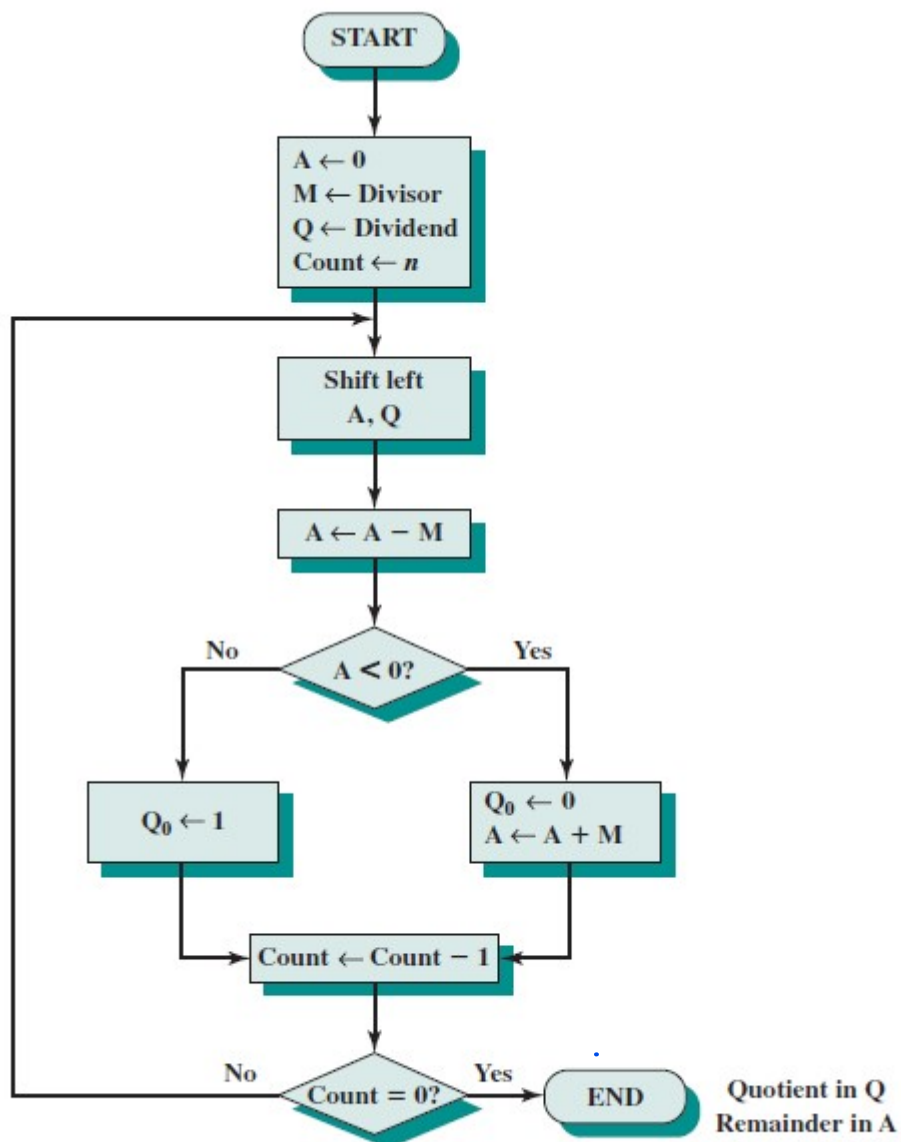 START
A ← 0
M ← Divisor
Q ← Dividend
Count ← n
Shift left
A, Q
A ← A − M
A < 0?
No
Yes
Q₀ ← 1
Q₀ ← 0
A ← A + M
Count ← Count − 1
Count = 0?
No
Yes
END
Quotient in Q
Remainder in A